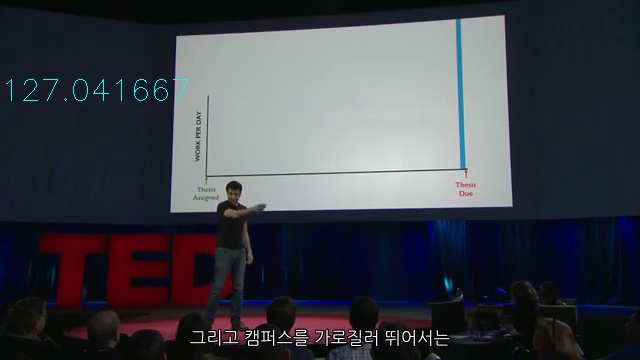 127.041667
WORK PER DAY
Thesis
Assigned
Thesis
Due
TED
그리고 캠퍼스를 가로질러 뛰어서는